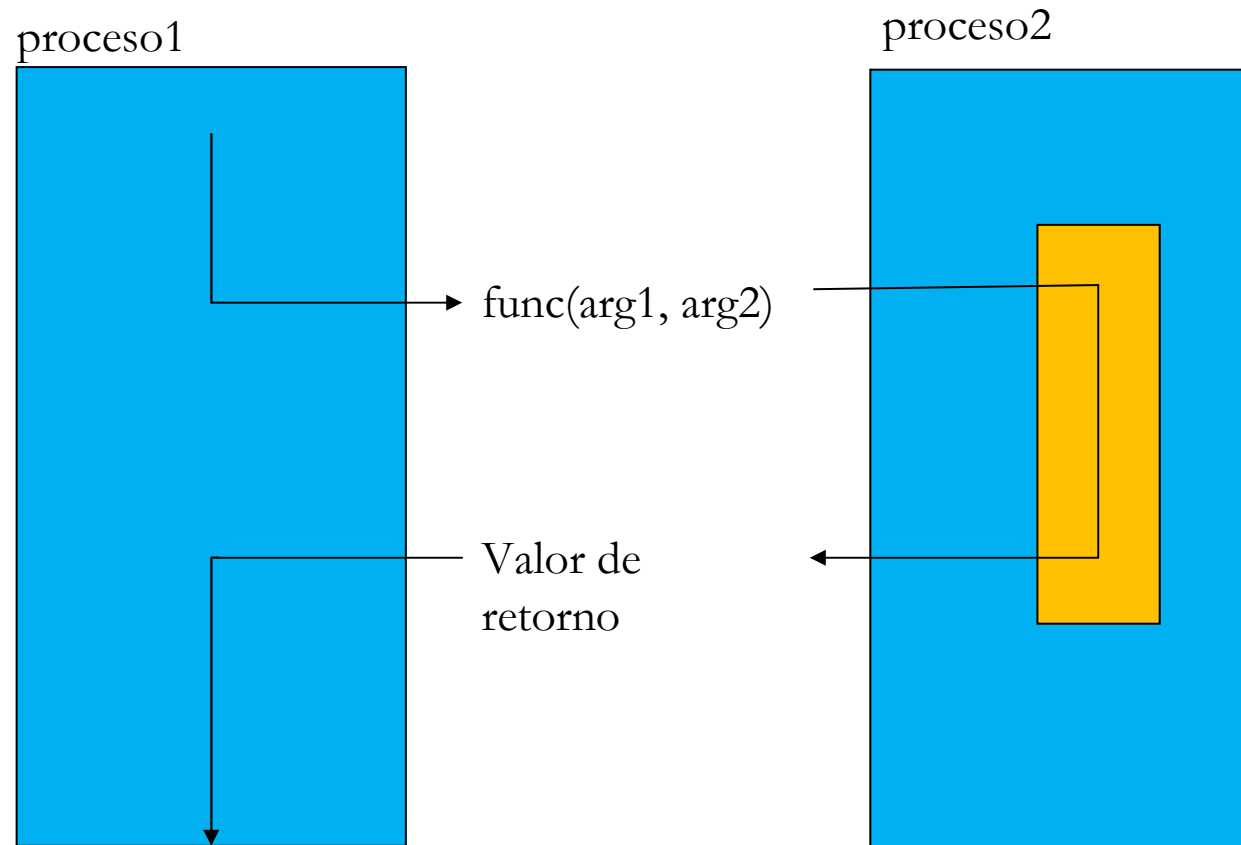 proceso1
proceso2
func(arg1, arg2)
Valor de
retorno